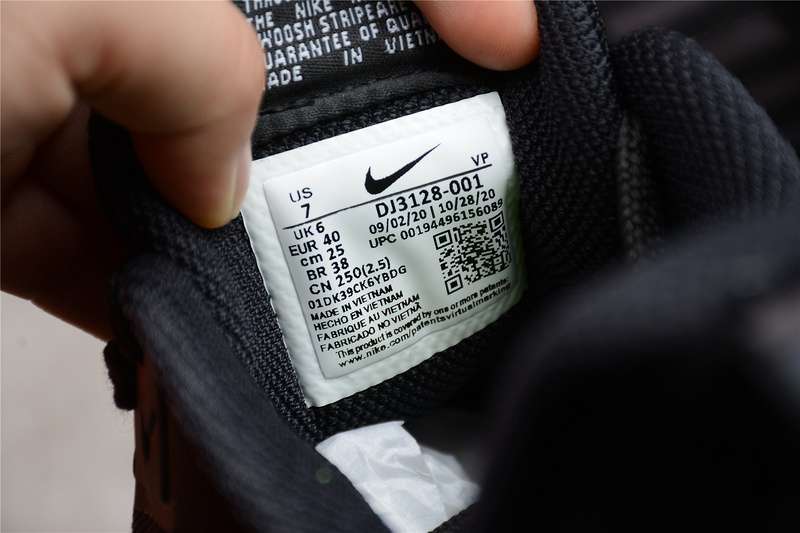 THE NIKE
WOOSH STRIPE ARE
GUARANTEE OF QUA
MADE IN VIETN
VP
US
7
DJ3128-001
UK 6
09/02/20 | 10/28/20
EUR 40
UPC 00194496156089
cm 25
BR 38
CN 250(2.5)
01DK39CK6YBDG
MADE IN VIETNAM
HECHO EN VIETNAM
FABRIQUE AU VIETNAM
FABRICADO NO VIETNÃ
This product is covered by one or more patents.
www.nike.com/patentsvirtualmarking